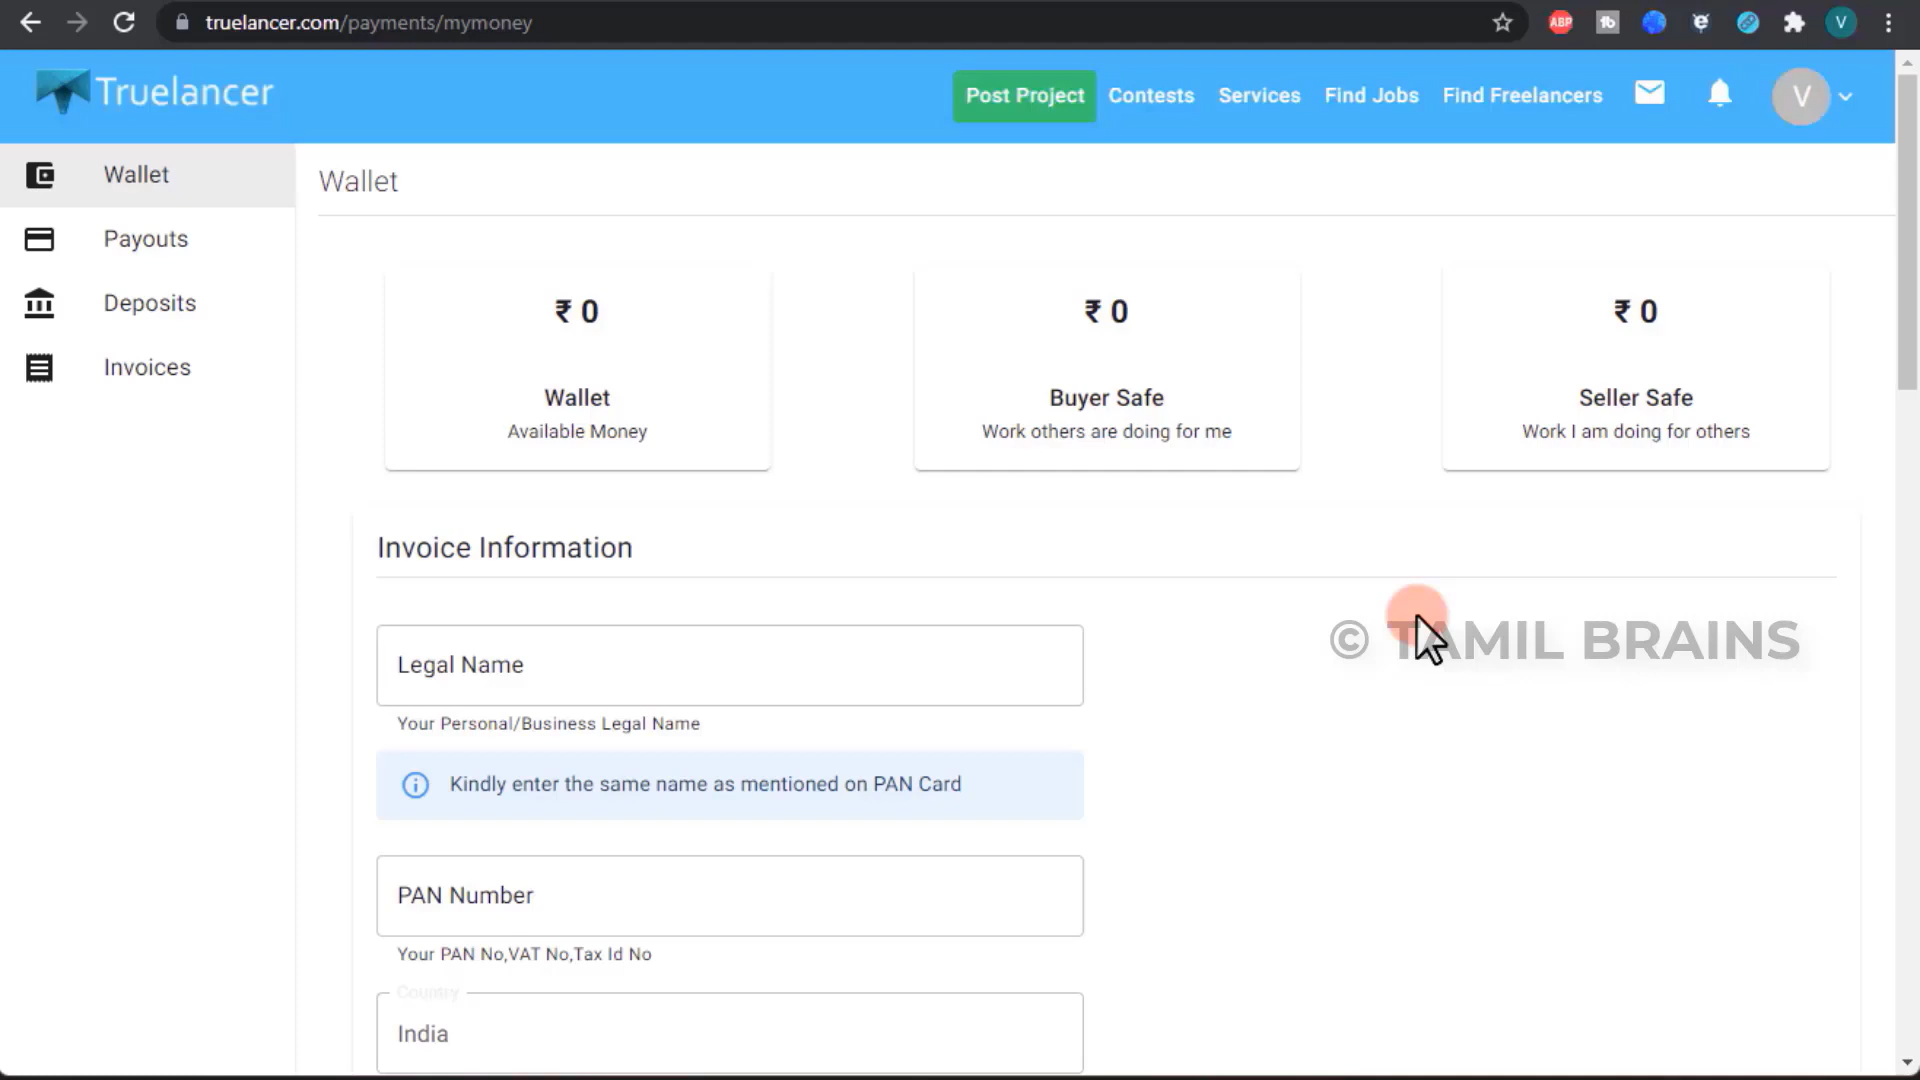 truelancer.com/payments/mymoney
ABP
tb
V
Truelancer
Post Project
Contests
Services
Find Jobs
Find Freelancers
V
Wallet
Payouts
Deposits
Invoices
Wallet
₹ 0
Wallet
Available Money
₹ 0
Buyer Safe
Work others are doing for me
₹ 0
Seller Safe
Work I am doing for others
Invoice Information
Legal Name
Your Personal/Business Legal Name
Kindly enter the same name as mentioned on PAN Card
© TAMIL BRAINS
PAN Number
Your PAN No,VAT No,Tax Id No
Country
India